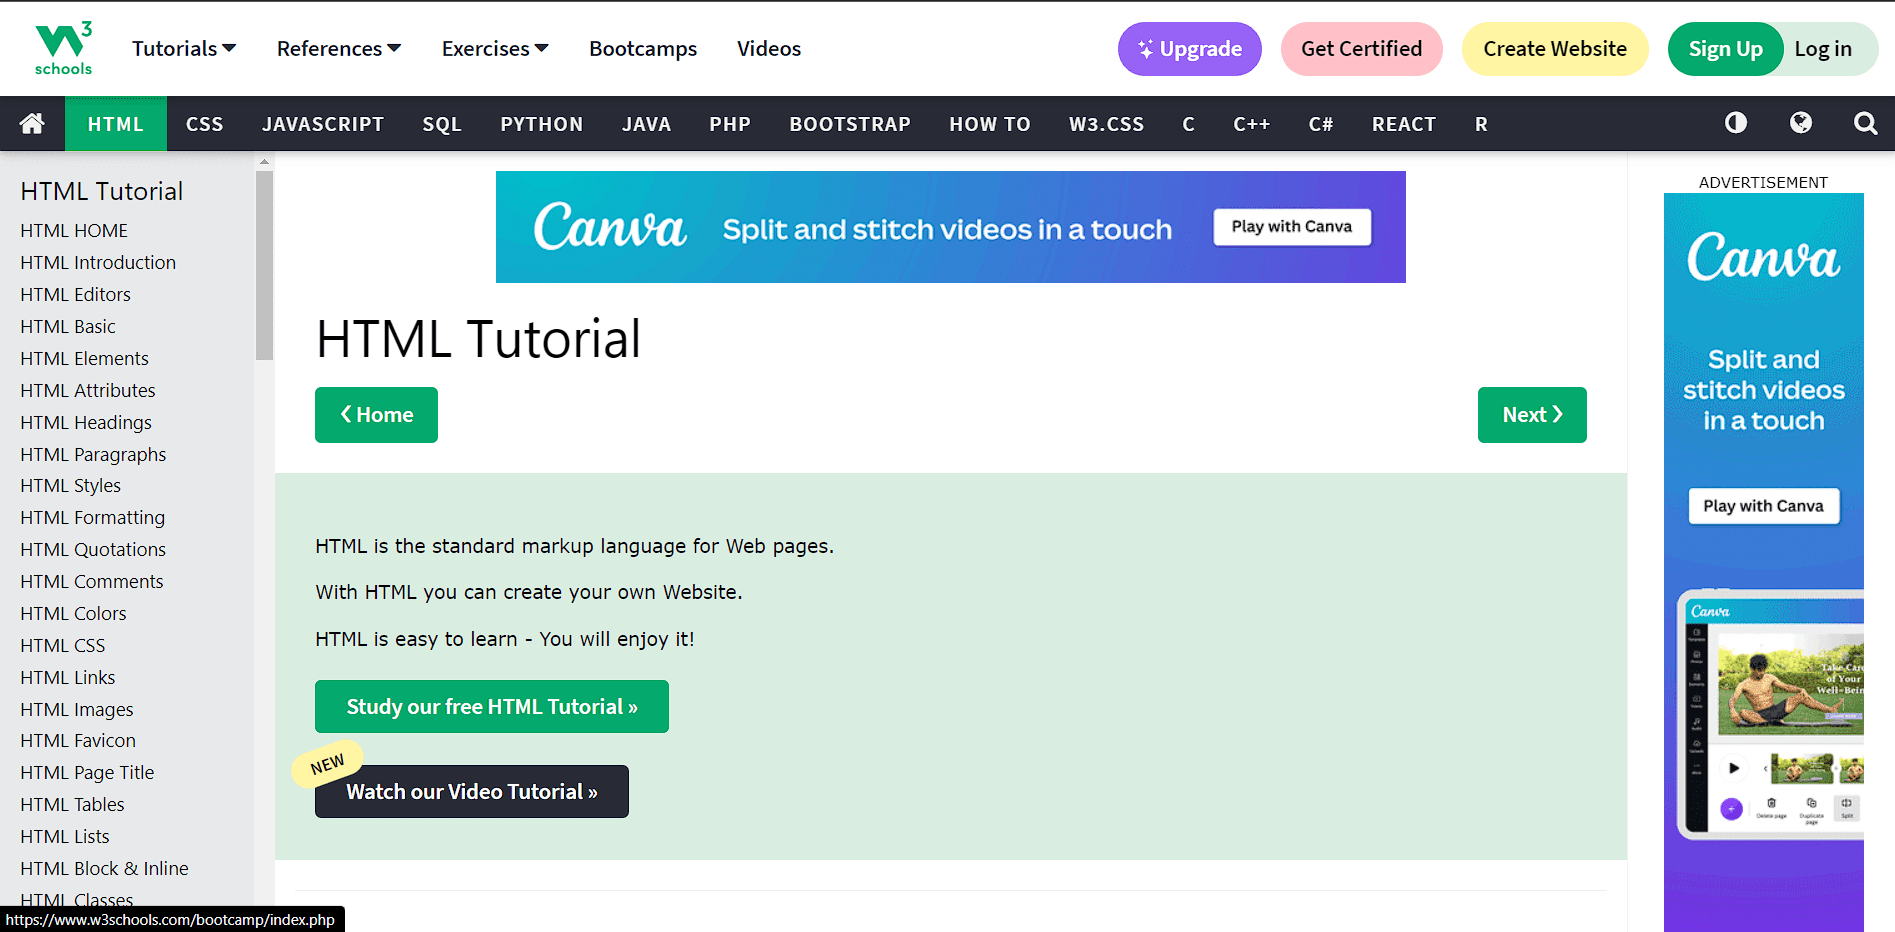 W3
schools
Tutorials
References
Exercises
Bootcamps
Videos
Upgrade
Get Certified
Create Website
Sign Up
Log in
HTML
CSS
JAVASCRIPT
SQL
PYTHON
JAVA
PHP
BOOTSTRAP
HOW TO
W3.CSS
C
C++
C#
REACT
R
HTML Tutorial
HTML HOME
HTML Introduction
HTML Editors
HTML Basic
HTML Elements
HTML Attributes
HTML Headings
HTML Paragraphs
HTML Styles
HTML Formatting
HTML Quotations
HTML Comments
HTML Colors
HTML CSS
HTML Links
HTML Images
HTML Favicon
HTML Page Title
HTML Tables
HTML Lists
HTML Block & Inline
HTML Classes
https://www.w3schools.com/bootcamp/index.php
Canva
Split and stitch videos in a touch
Play with Canva
HTML Tutorial
❮ Home
Next ❯
HTML is the standard markup language for Web pages.
With HTML you can create your own Website.
HTML is easy to learn - You will enjoy it!
Study our free HTML Tutorial »
NEW
Watch our Video Tutorial »
ADVERTISEMENT
Canva
Split and
stitch videos
in a touch
Play with Canva
Canva
Take Car
of Your
Well-Bein
Delete page
Duplicate
page
Split